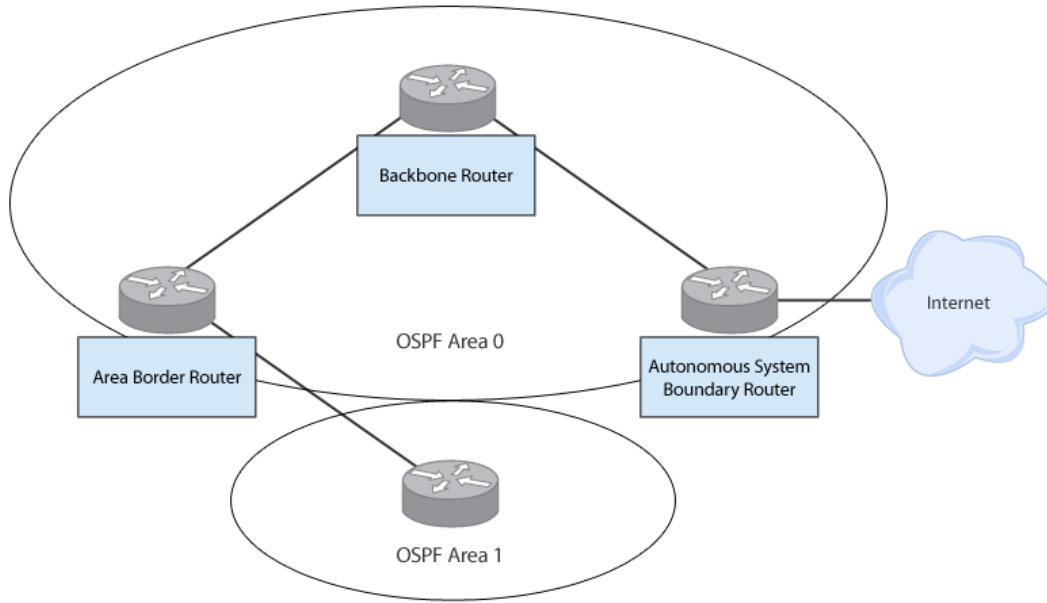 Backbone Router
Internet
OSPF Area 0
Area Border Router
Autonomous System
Boundary Router
OSPF Area 1